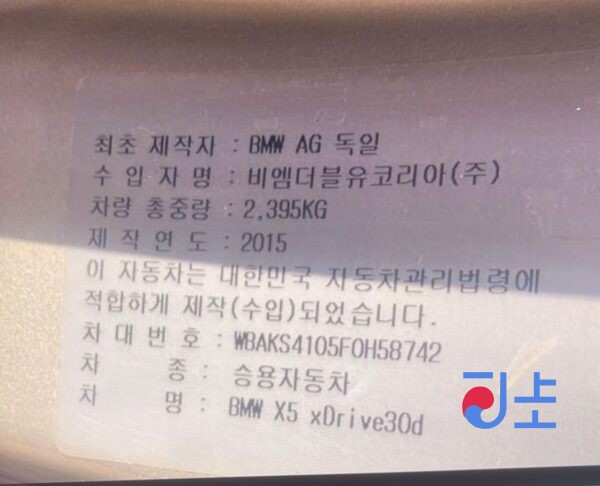 최초 제작자 : BMW AG 독일
수 입 자 명 : 비엠더블유코리아(주)
차량 총중량 : 2,395KG
제 작 연 도 : 2015
이 자동차는 대한민국 자동차관리법령에
적합하게 제작(수입)되었습니다.
차 대 번 호 : WBAKS4105F0H58742
차 종 : 승용자동차
차 명 : BMW X5 xDrive30d